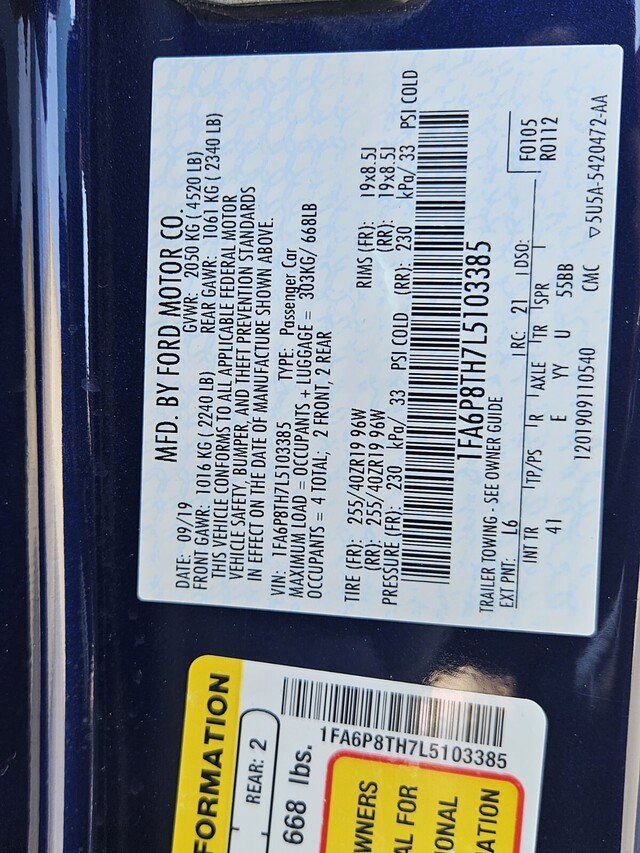 MFD. BY FORD MOTOR CO.
DATE: 09/19 GVWR: 2050 KG ( 4520 LB)
FRONT GAWR: 1016 KG ( 2240 LB) REAR GAWR: 1061 KG ( 2340 LB)
THIS VEHICLE CONFORMS TO ALL APPLICABLE FEDERAL MOTOR
VEHICLE SAFETY, BUMPER, AND THEFT PREVENTION STANDARDS
IN EFFECT ON THE DATE OF MANUFACTURE SHOWN ABOVE.
VIN: 1FA6P8TH7L5103385 TYPE: Passenger Car
MAXIMUM LOAD = OCCUPANTS + LUGGAGE = 303KG/ 668LB
OCCUPANTS = 4 TOTAL; 2 FRONT, 2 REAR
TIRE (FR): 255/40ZR19 96W RIMS (FR): 19x8.5J
(RR): 255/40ZR19 96W (RR): 19x8.5J
PRESSURE (FR): 230 kPa/ 33 PSI COLD (RR): 230 kPa/ 33 PSI COLD
1FA6P8TH7L5103385
TRAILER TOWING - SEE OWNER GUIDE F0105
EXT PNT: L6 RC: 21 DSO: R0112
INT TR TP/PS R AXLE TR SPR
41 E YY U 55BB
1201909110540 CMC ▽5U5A-5420472-AA
FORMATION
REAR: 2
668 lbs.
1FA6P8TH7L5103385
WNERS
AL FOR
IONAL
ATION